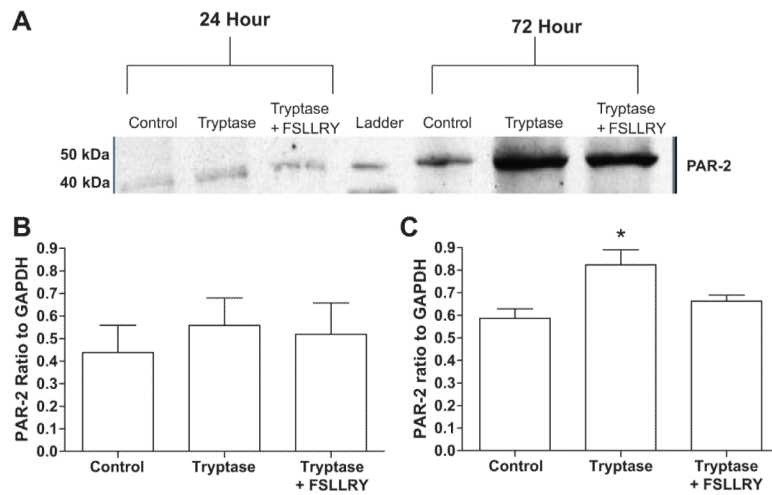 A
24 Hour
72 Hour
Control
Tryptase
Tryptase
+ FSLLRY
Ladder
Control
Tryptase
Tryptase
+ FSLLRY
50 kDa
40 kDa
PAR-2
B
PAR-2 Ratio to GAPDH
0.9
0.8
0.7
0.6
0.5
0.4
0.3
0.2
0.1
0.0
Control
Tryptase
Tryptase
+ FSLLRY
C
PAR-2 ratio to GAPDH
0.9
0.8
0.7
0.6
0.5
0.4
0.3
0.2
0.1
0.0
*
Control
Tryptase
Tryptase
+ FSLLRY